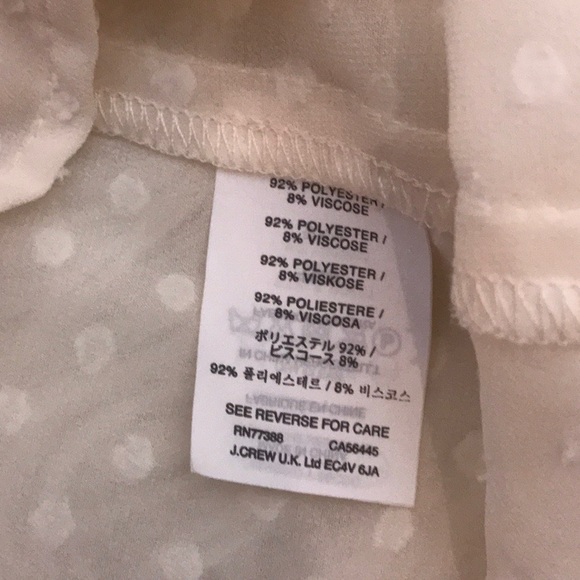 92% POLYESTER /
8% VISCOSE
92% POLYESTER /
8% VISCOSE
92% POLYESTER /
8% VISKOSE
92% POLIESTERE /
8% VISCOSA
ポリエステル 92% /
ビスコース 8%
92% 폴리에스테르 / 8% 비스코스
SEE REVERSE FOR CARE
RN77388 CA56445
J.CREW U.K. Ltd EC4V 6JA